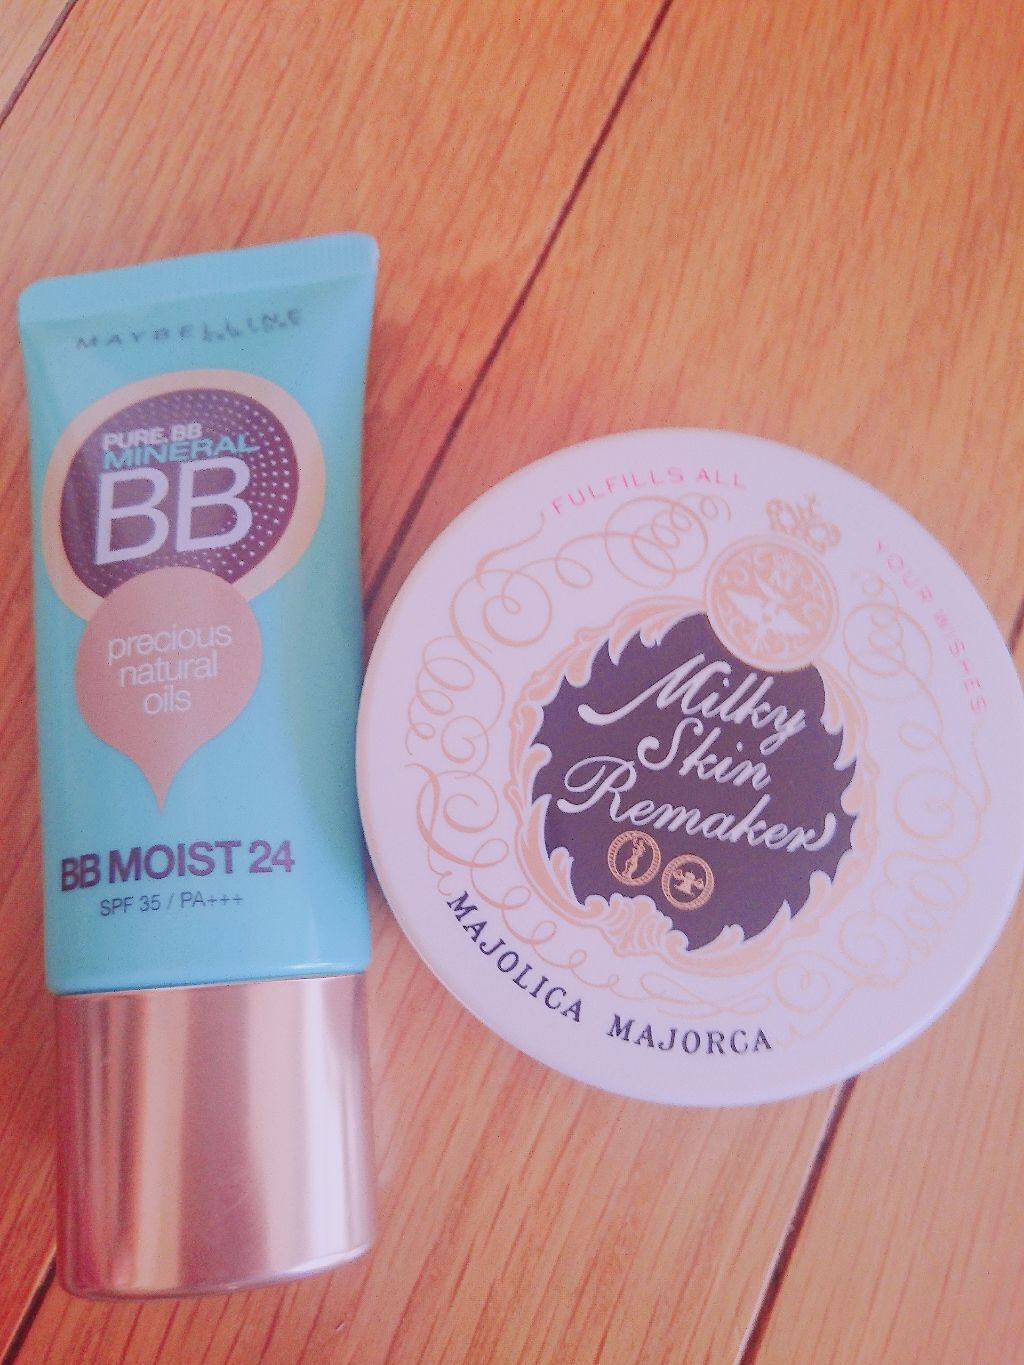 MAYBELLINE
PURE.BB
MINERAL
BB
precious
natural
oils
BB MOIST 24
SPF 35 / PA+++
FULFILLS ALL
YOUR WISHES
Milky
Skin
Remaker
MAJOLICA MAJORCA